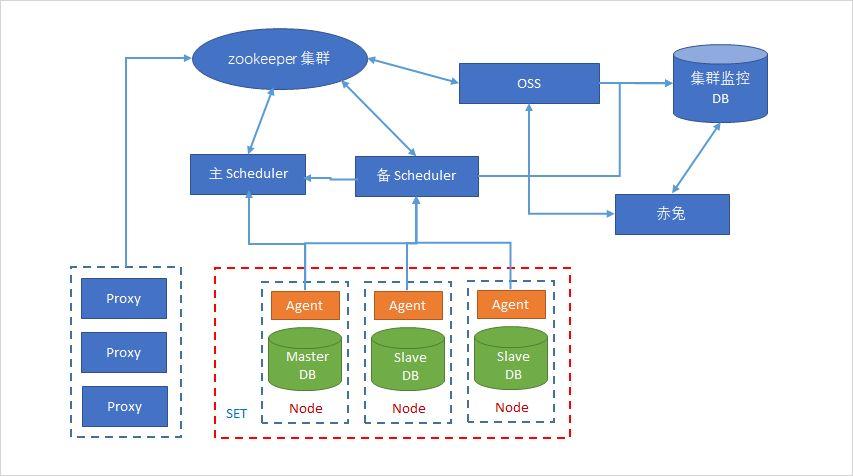 zookeeper 集群
OSS
集群监控
DB
主 Scheduler
备 Scheduler
赤兔
Proxy
Proxy
Proxy
SET
Agent
Master
DB
Node
Agent
Slave
DB
Node
Agent
Slave
DB
Node